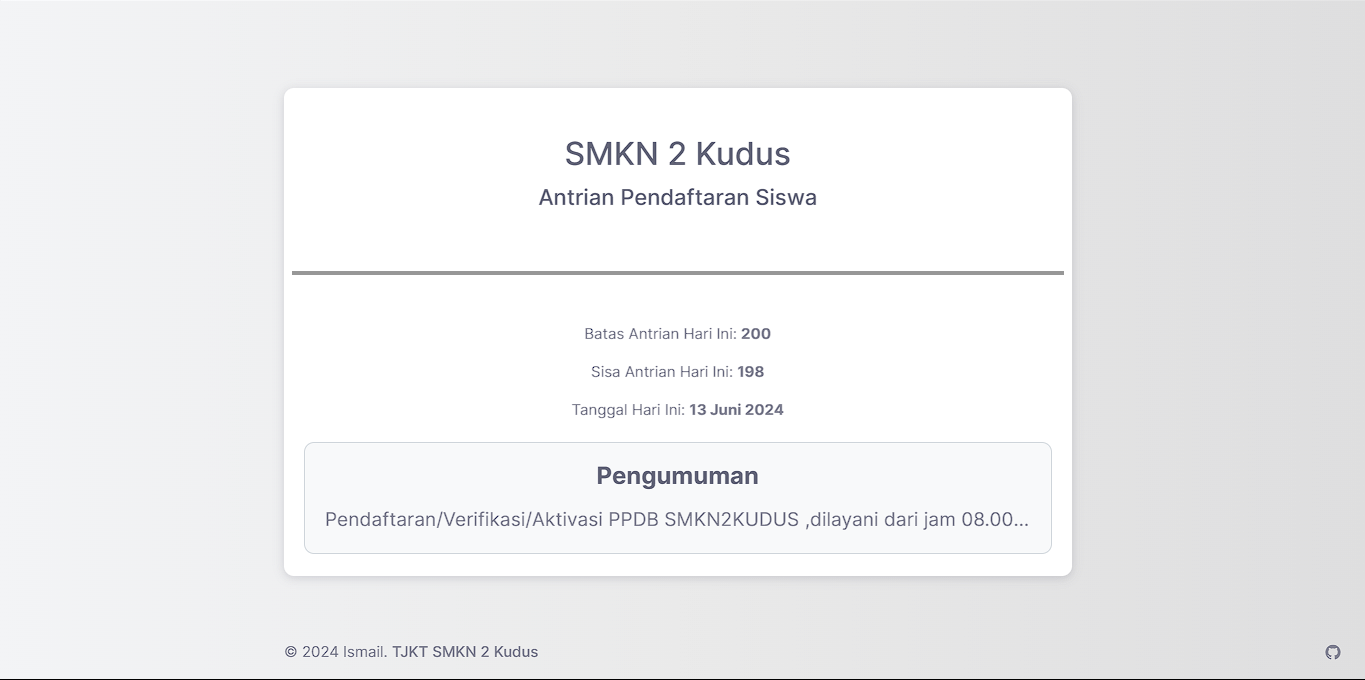 SMKN 2 Kudus
Antrian Pendaftaran Siswa
Batas Antrian Hari Ini: 200
Sisa Antrian Hari Ini: 198
Tanggal Hari Ini: 13 Juni 2024
Pengumuman
Pendaftaran/Verifikasi/Aktivasi PPDB SMKN2KUDUS ,dilayani dari jam 08.00...
© 2024 Ismail. TJKT SMKN 2 Kudus